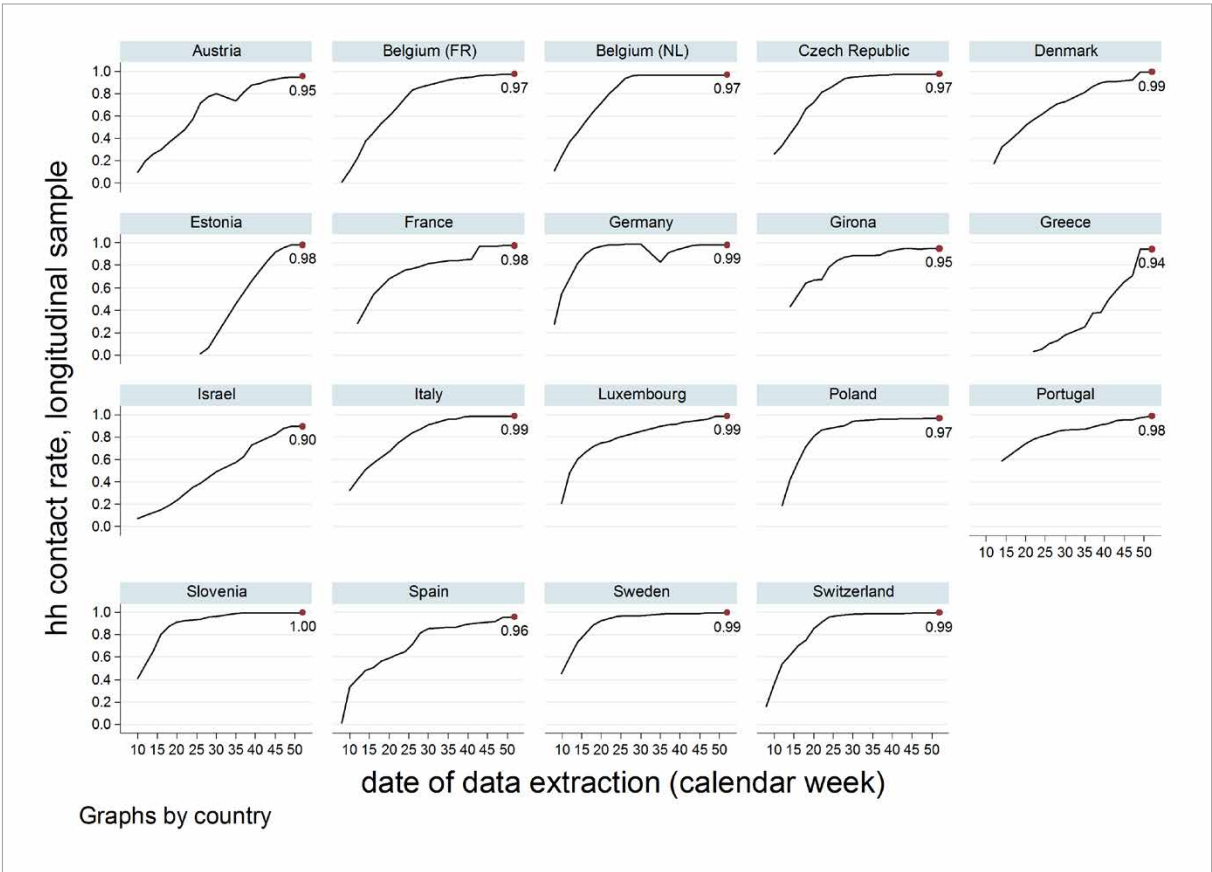 Austria
Belgium (FR)
Belgium (NL)
Czech Republic
Denmark
1.0
0.8
0.6
0.4
0.2
0.0
0.95
0.97
0.97
0.97
0.99
Estonia
France
Germany
Girona
Greece
1.0
0.8
0.6
0.4
0.2
0.0
0.98
0.98
0.99
0.95
0.94
hh contact rate, longitudinal sample
Israel
Italy
Luxembourg
Poland
Portugal
1.0
0.8
0.6
0.4
0.2
0.0
0.90
0.99
0.99
0.97
0.98
10 15 20 25 30 35 40 45 50
Slovenia
Spain
Sweden
Switzerland
1.0
0.8
0.6
0.4
0.2
0.0
1.00
0.96
0.99
0.99
10 15 20 25 30 35 40 45 50
10 15 20 25 30 35 40 45 50
10 15 20 25 30 35 40 45 50
10 15 20 25 30 35 40 45 50
date of data extraction (calendar week)
Graphs by country